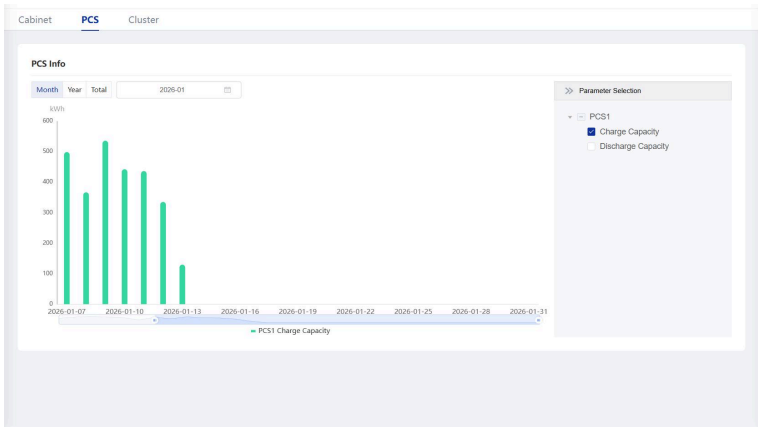 Cabinet PCS Cluster
PCS Info
Month Year Total 2026-01
Parameter Selection
PCS1
Charge Capacity
Discharge Capacity
kWh
600
500
400
300
200
100
0
2026-01-07 2026-01-10 2026-01-13 2026-01-16 2026-01-19 2026-01-22 2026-01-25 2026-01-28 2026-01-31
PCS1 Charge Capacity